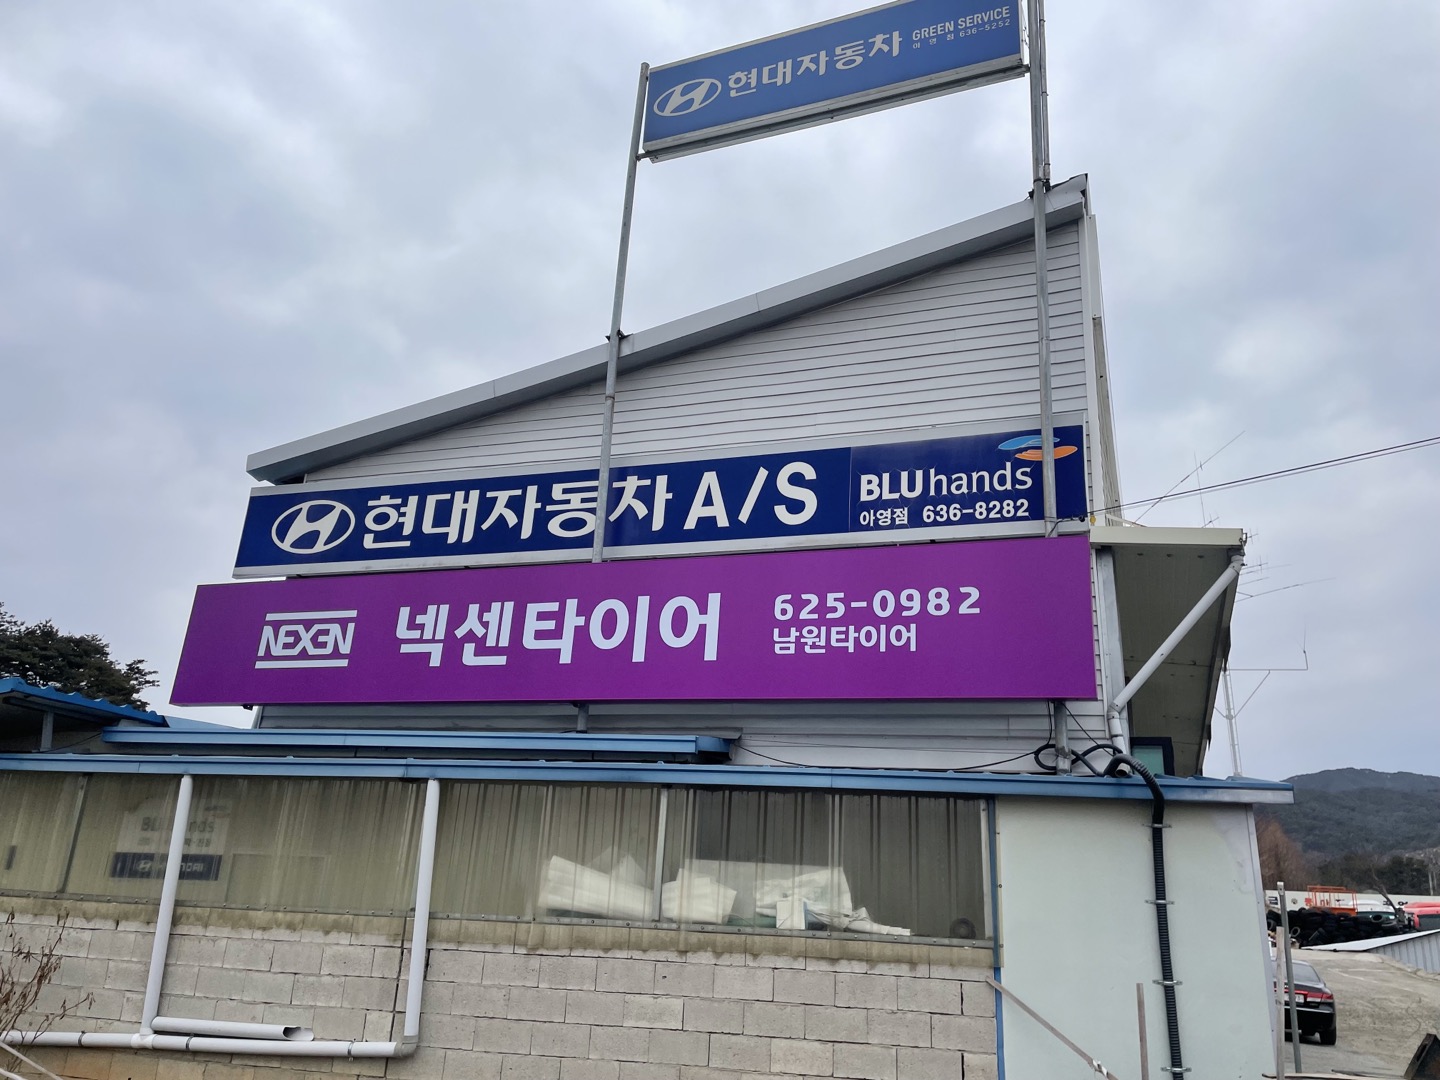 현대자동차 GREEN SERVICE
아영점 636-5252
현대자동차 A/S BLUhands
아영점 636-8282
NEXEN 넥센타이어 625-0982
남원타이어